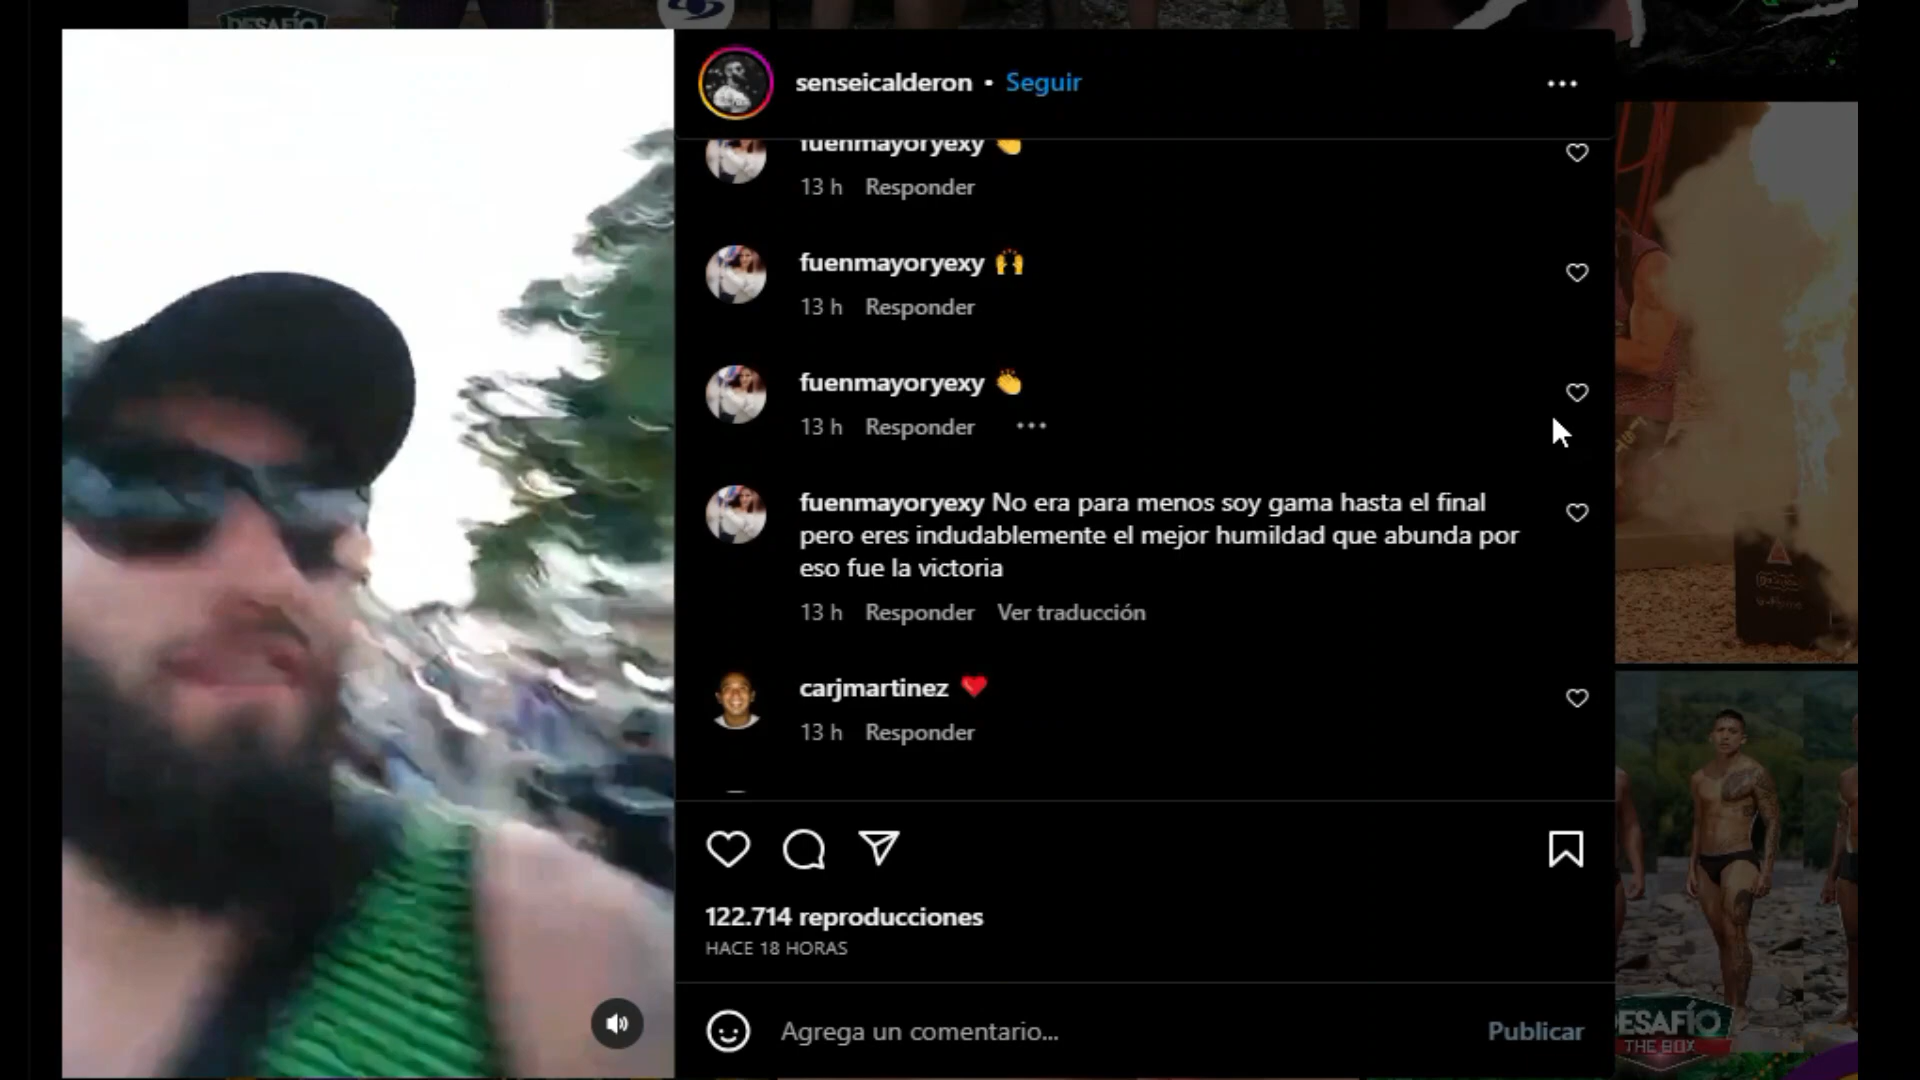 DESAFÍO
senseicalderon • Seguir
fuenmayoryexy 👏
13 h Responder
fuenmayoryexy 🙌
13 h Responder
fuenmayoryexy 👏
13 h Responder
fuenmayoryexy No era para menos soy gama hasta el final
pero eres indudablemente el mejor humildad que abunda por
eso fue la victoria
13 h Responder Ver traducción
carjmartinez ❤️
13 h Responder
122.714 reproducciones
HACE 18 HORAS
Agrega un comentario...
Publicar
ESAFÍO
THE BOX